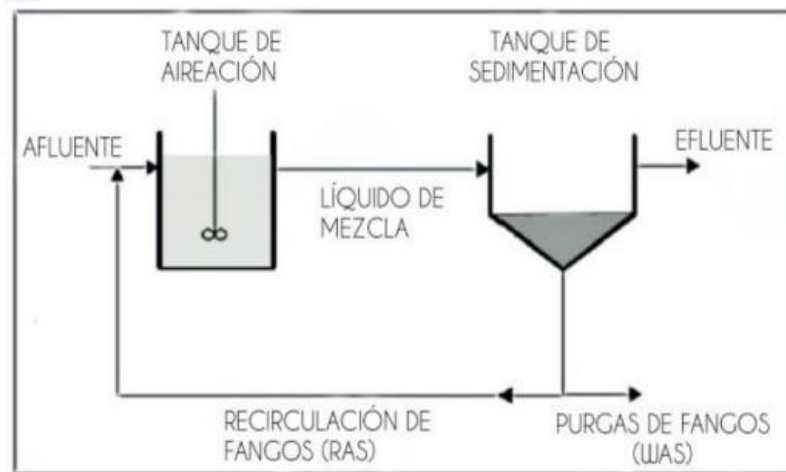 TANQUE DE
AIREACIÓN
TANQUE DE
SEDIMENTACIÓN
AFLUENTE
EFLUENTE
LÍQUIDO DE
MEZCLA
RECIRCULACIÓN DE
FANGOS (RAS)
PURGAS DE FANGOS
(WAS)